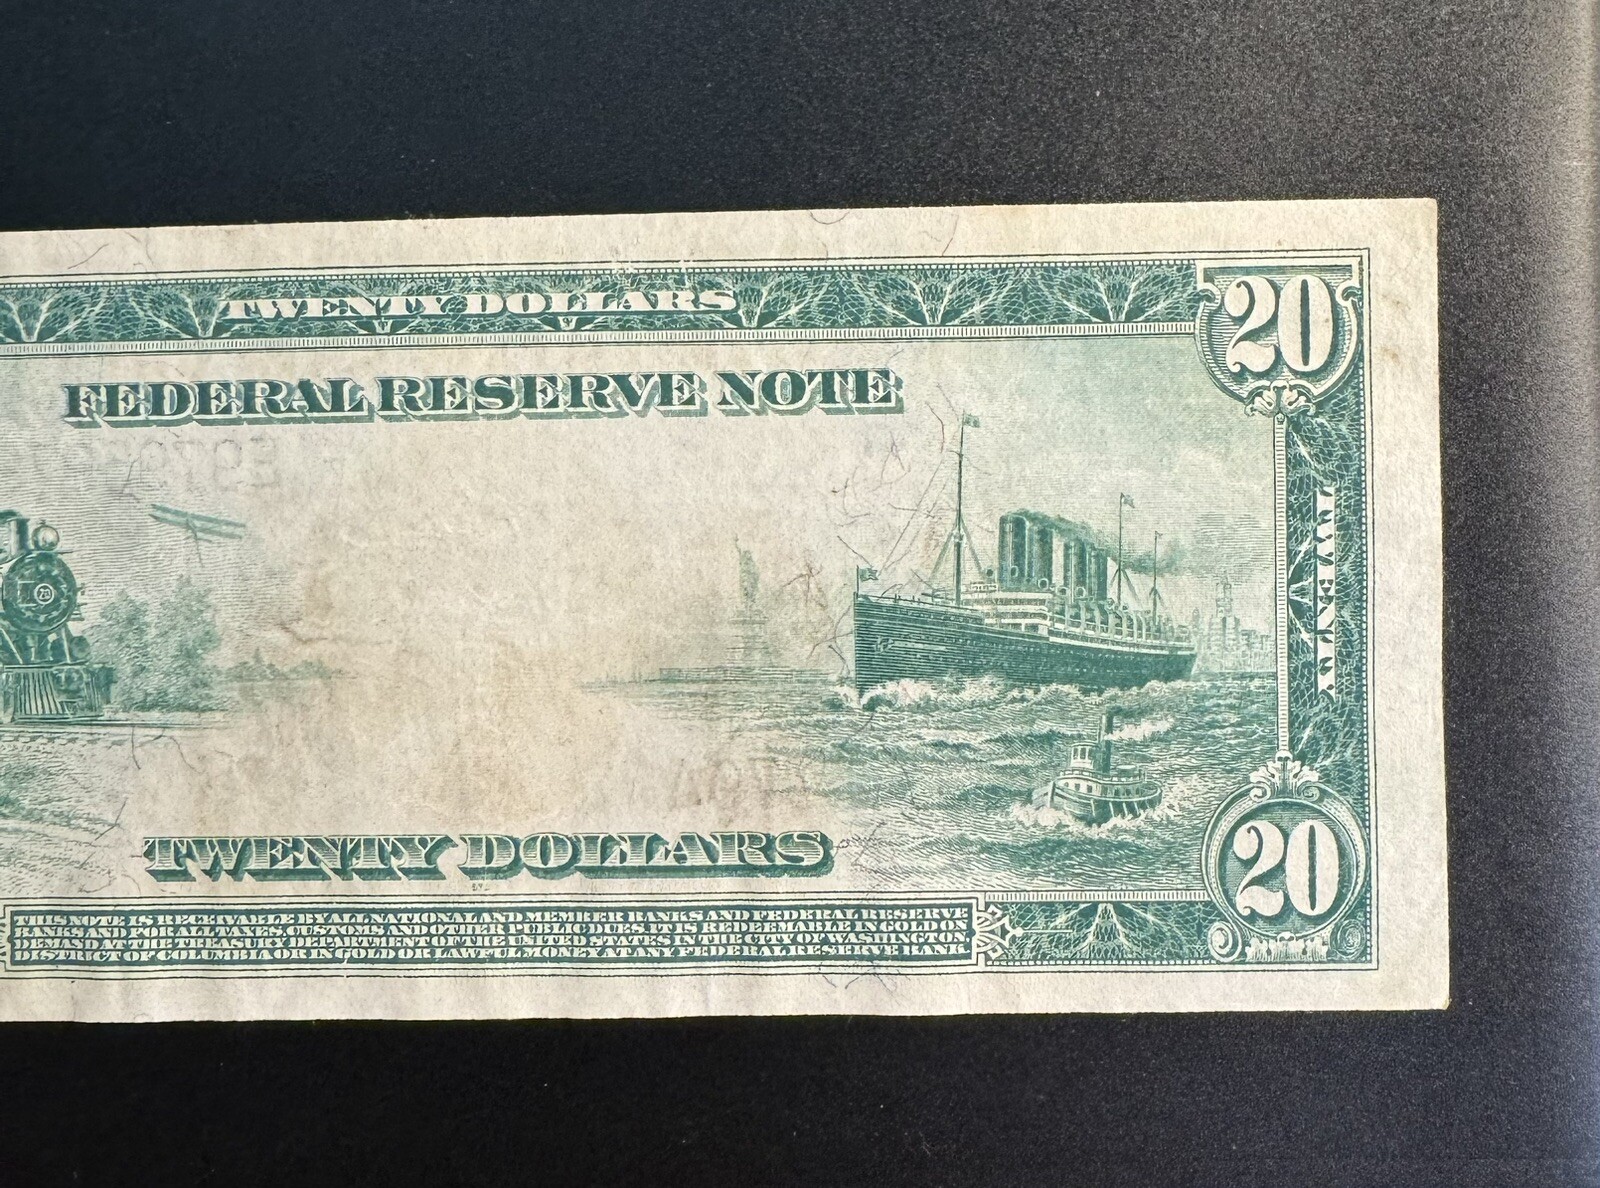 TWENTY DOLLARS
20
FEDERAL RESERVE NOTE
TWENTY
20
TWENTY DOLLARS
20
THIS NOTE IS RECEIVABLE BY ALL NATIONAL AND MEMBER BANKS AND FEDERAL RESERVE
BANKS AND FOR ALL TAXES, CUSTOMS AND OTHER PUBLIC DUES. IT IS REDEEMABLE IN GOLD ON
DEMAND AT THE TREASURY DEPARTMENT OF THE UNITED STATES IN THE CITY OF WASHINGTON
DISTRICT OF COLUMBIA OR IN GOLD OR LAWFUL MONEY AT ANY FEDERAL RESERVE BANK.